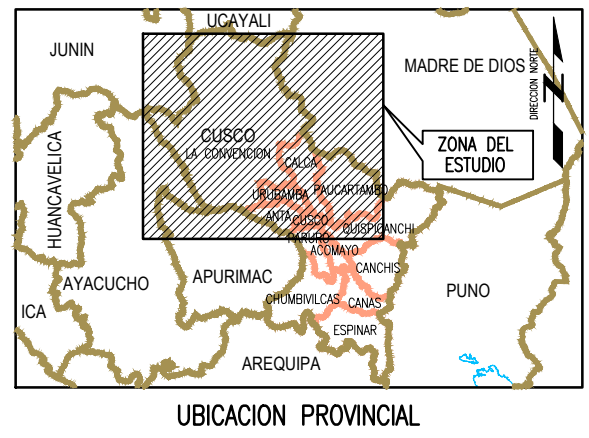 UCAYALI
JUNIN
MADRE DE DIOS
DIRECCION NORTE
N
CUSCO
LA CONVENCION
CALCA
ZONA DEL
ESTUDIO
HUANCAVELICA
URUBAMBA
PAUCARTAMBO
ANTA
CUSCO
QUISPICANCHI
PARURO
ACOMAYO
CANCHIS
AYACUCHO
APURIMAC
PUNO
CHUMBIVILCAS
CANAS
ICA
ESPINAR
AREQUIPA
UBICACION PROVINCIAL